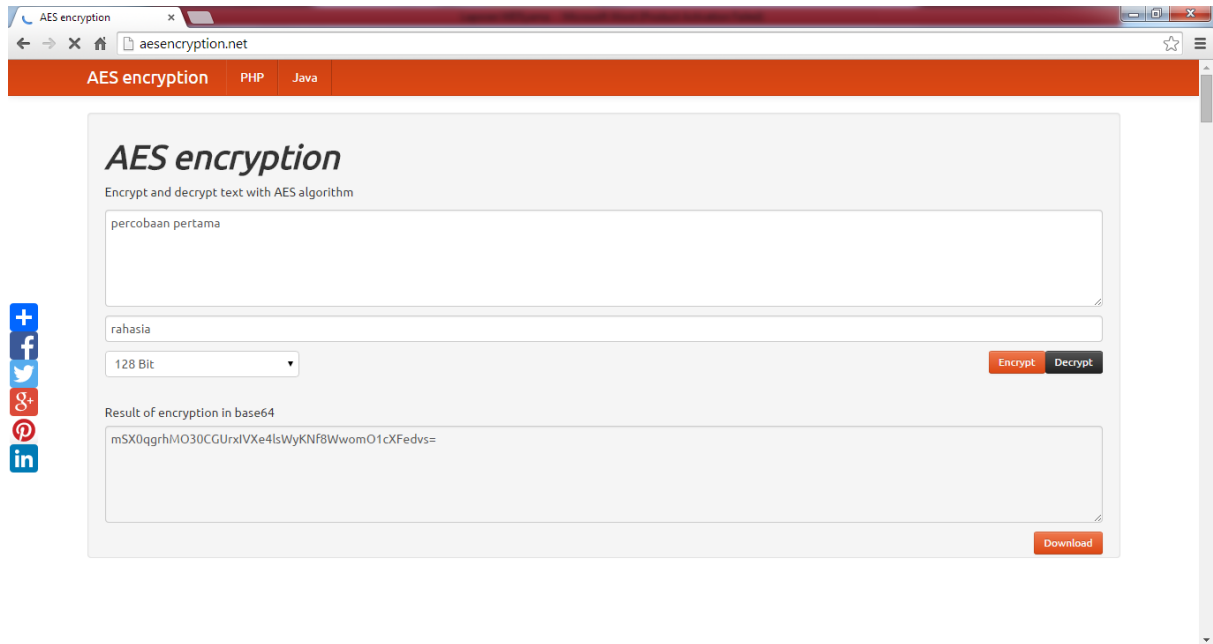 AES encryption
aesencryption.net
AES encryption PHP Java
AES encryption
Encrypt and decrypt text with AES algorithm
percobaan pertama
rahasia
128 Bit
Encrypt Decrypt
Result of encryption in base64
mSX0qgrhMO30CGUrxIVXe4lsWyKNf8WwomO1cXFedvs=
Download